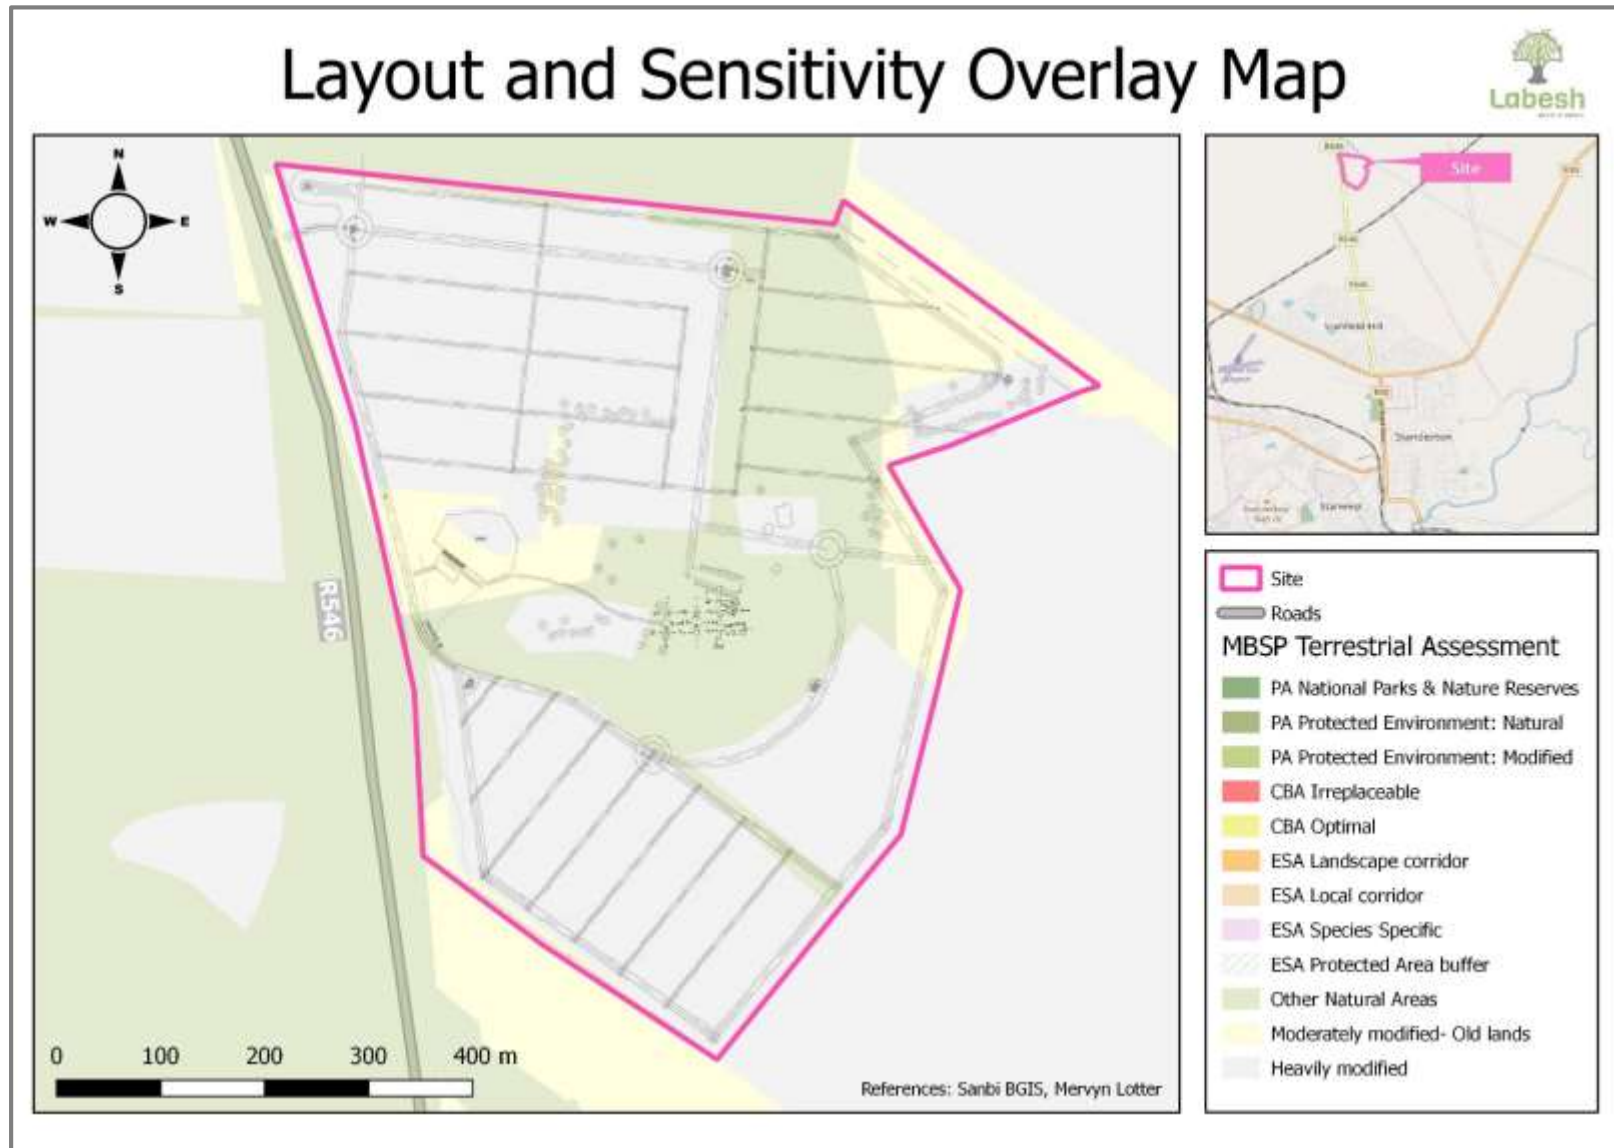 Layout and Sensitivity Overlay Map
Labesh
N
W
E
S
R546
0
100
200
300
400 m
References: Sanbi BGIS, Mervyn Lotter
Site
Standerton
Site
Roads
MBSP Terrestrial Assessment
PA National Parks & Nature Reserves
PA Protected Environment: Natural
PA Protected Environment: Modified
CBA Irreplaceable
CBA Optimal
ESA Landscape corridor
ESA Local corridor
ESA Species Specific
ESA Protected Area buffer
Other Natural Areas
Moderately modified- Old lands
Heavily modified